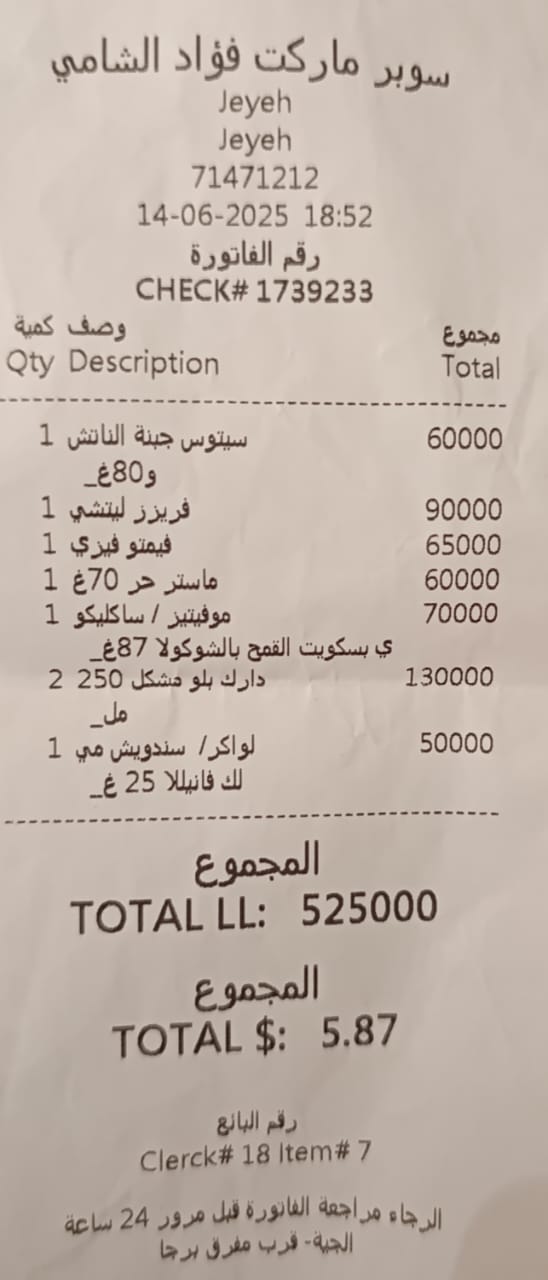 سوبر ماركت فؤاد الشامي
Jeyeh
Jeyeh
71471212
14-06-2025 18:52
رقم الفاتورة
CHECK# 1739233
وصف كمية مجموع
Qty Description Total
1 سيتوس جبنة الناتش 60000
و80غ_
1 فريزر ليتشي 90000
1 فيمتو فيزي 65000
1 ماستر حر 70غ 60000
1 موفيتيز / ساكليكو 70000
ي بسكويت القمح بالشوكولا 87غ_
2 دارك بلو مشكل 250 130000
مل_
1 لواكر/ سندويش مي 50000
لك فانيللا 25 غ_
المجموع
TOTAL LL: 525000
المجموع
TOTAL $: 5.87
رقم البائع
Clerck# 18 Item# 7
الرجاء مراجعة الفاتورة قبل مرور 24 ساعة
الجية- قرب مفرق برجا